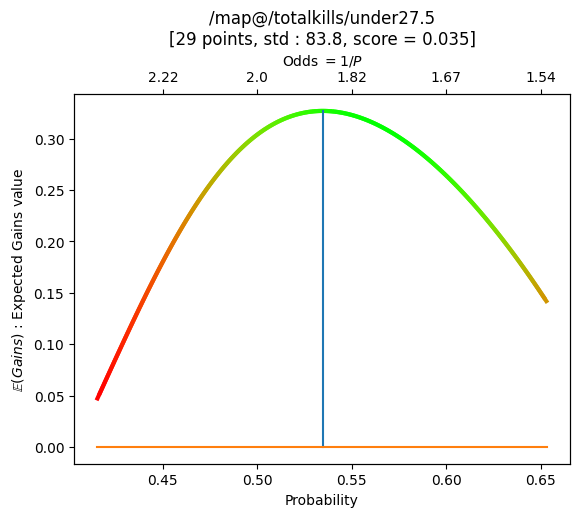 /map@/totalkills/under27.5
[29 points, std : 83.8, score = 0.035]
Odds = 1/P
2.22 2.0 1.82 1.67 1.54
0.30
0.25
0.20
0.15
0.10
0.05
0.00
𝔼(Gains) : Expected Gains value
0.45 0.50 0.55 0.60 0.65
Probability